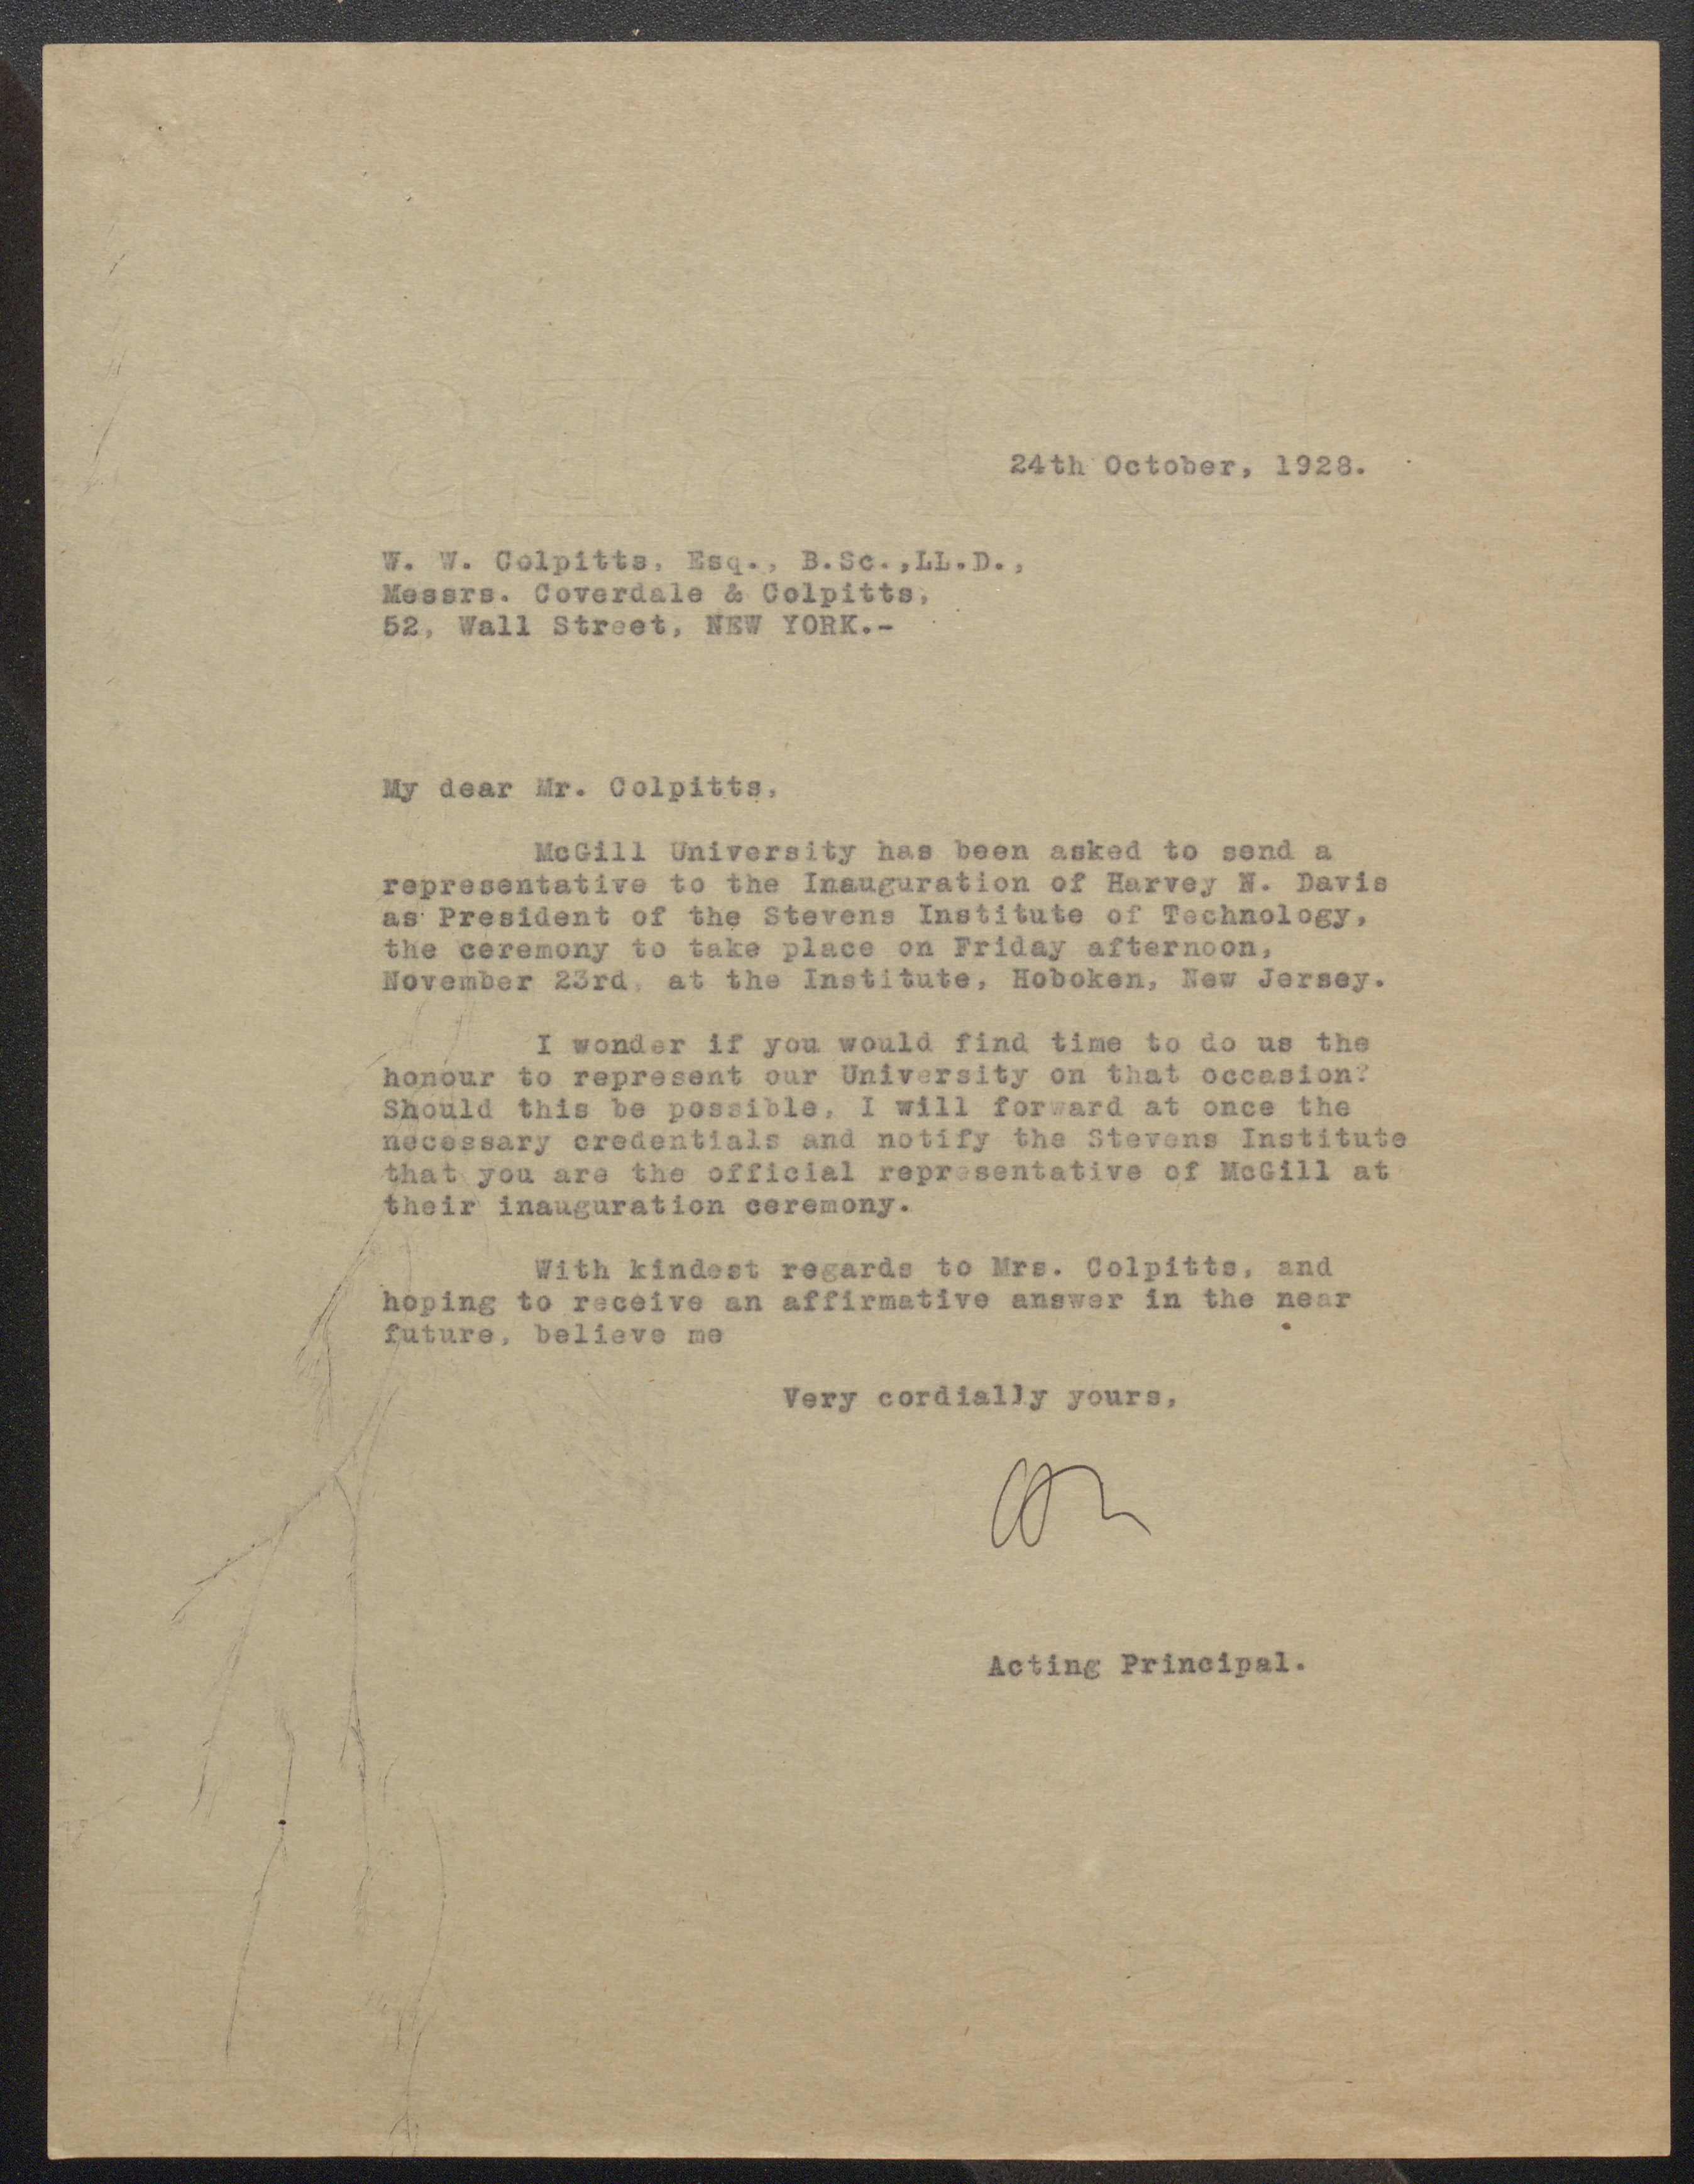 24th October, 1928.
W. W. Colpitts, Esq., B.Sc.,LL.D.,
Messrs. Coverdale & Colpitts,
52, Wall Street, NEW YORK.-
My dear Mr. Colpitts,
McGill University has been asked to send a
representative to the Inauguration of Harvey N. Davis
as President of the Stevens Institute of Technology,
the ceremony to take place on Friday afternoon,
November 23rd, at the Institute, Hoboken, New Jersey.
I wonder if you would find time to do us the
honour to represent our University on that occasion?
Should this be possible, I will forward at once the
necessary credentials and notify the Stevens Institute
that you are the official representative of McGill at
their inauguration ceremony.
With kindest regards to Mrs. Colpitts, and
hoping to receive an affirmative answer in the near
future, believe me
Very cordially yours,
Acting Principal.